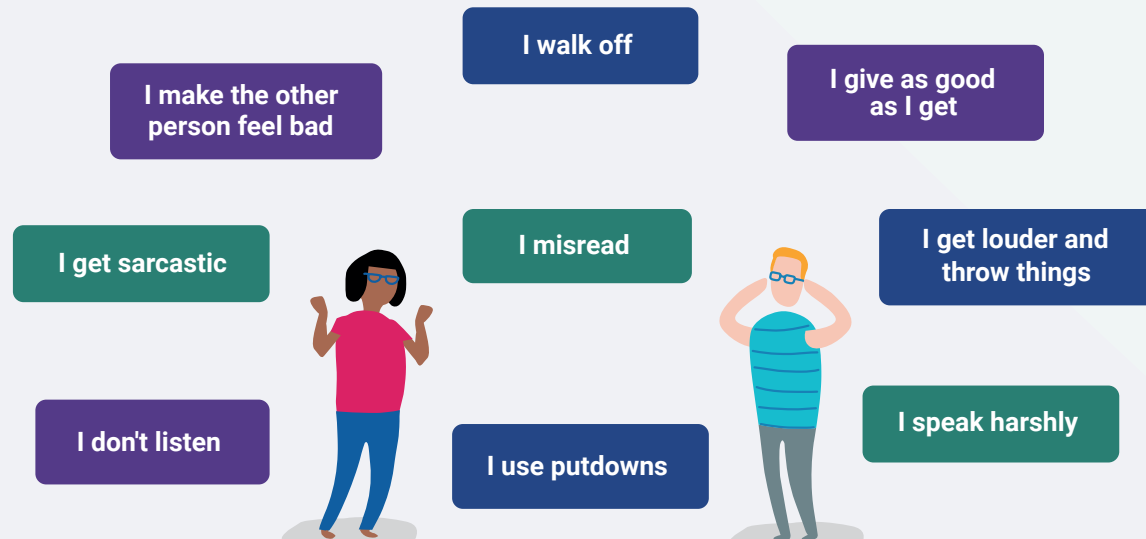 I walk off
I make the other
person feel bad
I give as good
as I get
I get sarcastic
I misread
I get louder and
throw things
I don't listen
I use putdowns
I speak harshly